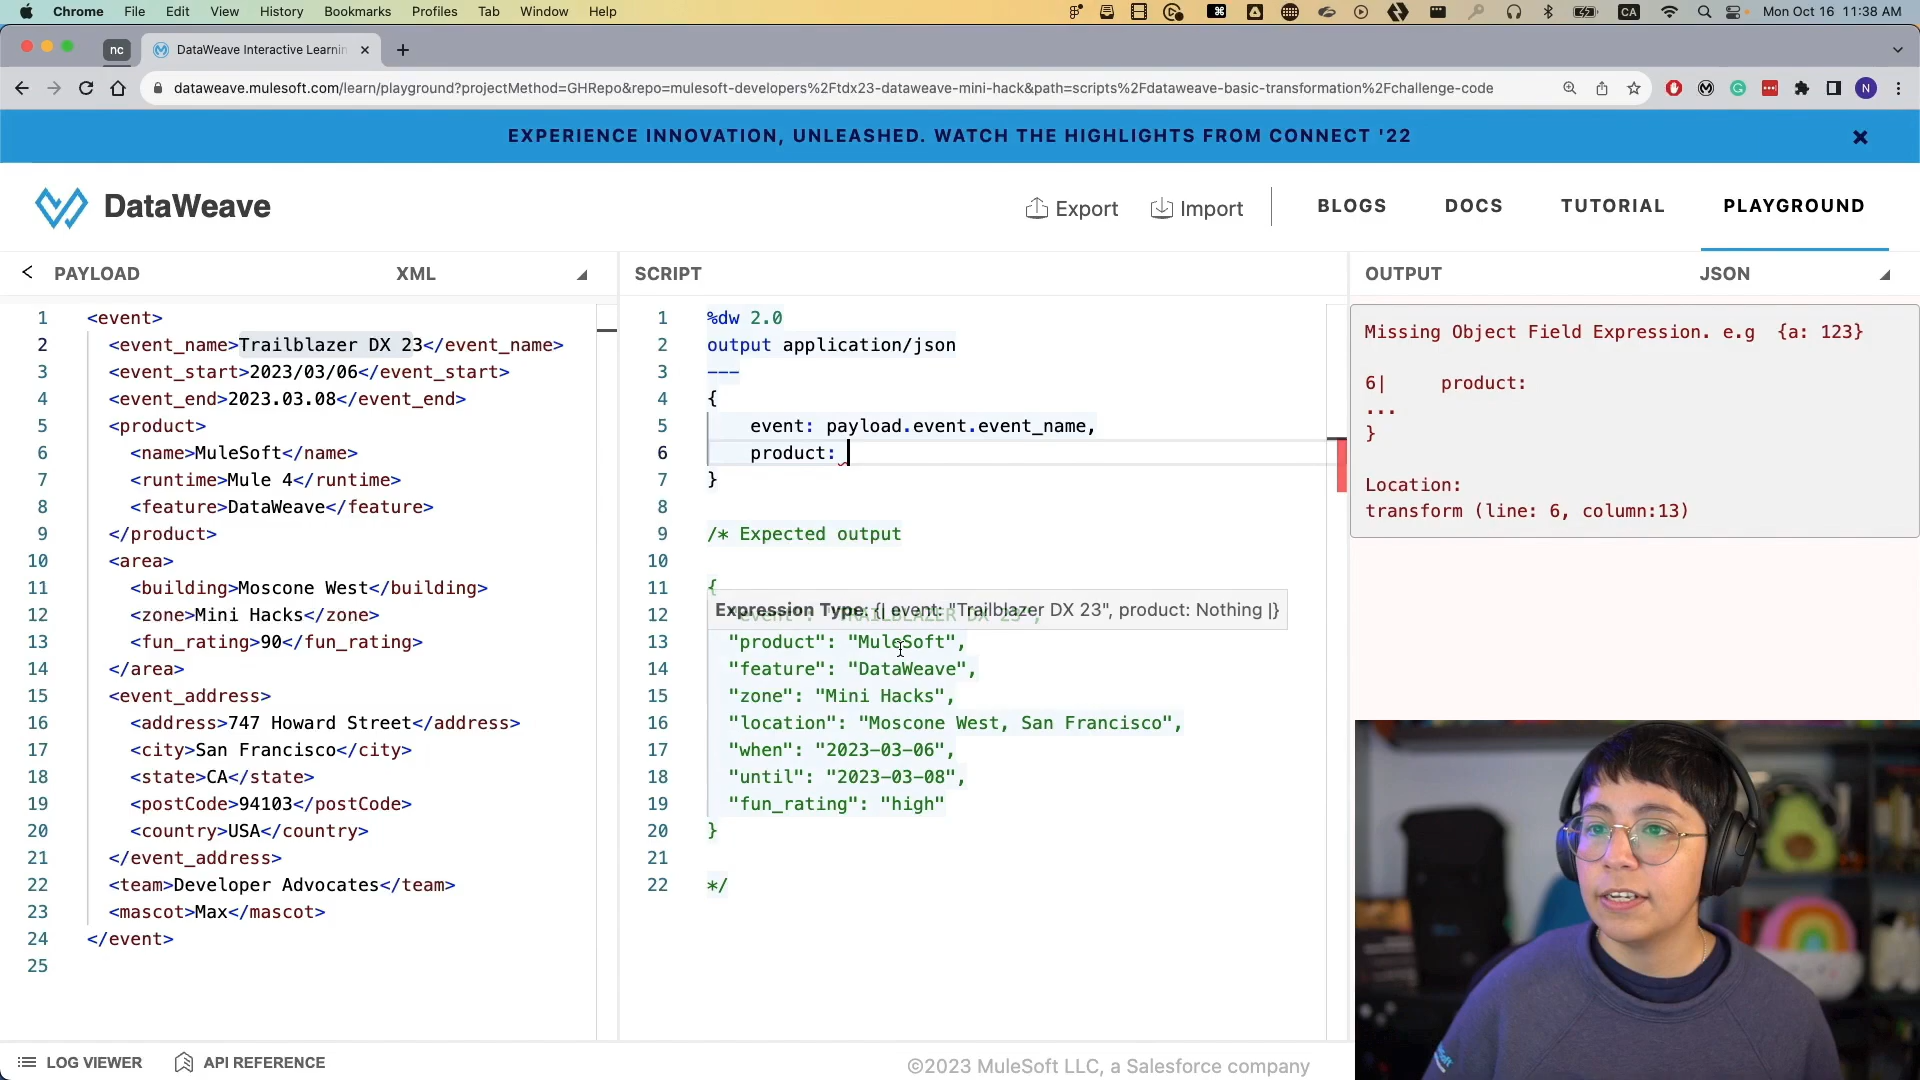 Chrome File Edit View History Bookmarks Profiles Tab Window Help CA Mon Oct 16 11:38 AM
nc DataWeave Interactive Learnin
dataweave.mulesoft.com/learn/playground?projectMethod=GHRepo&repo=mulesoft-developers%2Ftdx23-dataweave-mini-hack&path=scripts%2Fdataweave-basic-transformation%2Fchallenge-code N
EXPERIENCE INNOVATION, UNLEASHED. WATCH THE HIGHLIGHTS FROM CONNECT '22
DataWeave Export Import BLOGS DOCS TUTORIAL PLAYGROUND
PAYLOAD XML
1 <event>
2 <event_name>Trailblazer DX 23</event_name>
3 <event_start>2023/03/06</event_start>
4 <event_end>2023.03.08</event_end>
5 <product>
6 <name>MuleSoft</name>
7 <runtime>Mule 4</runtime>
8 <feature>DataWeave</feature>
9 </product>
10 <area>
11 <building>Moscone West</building>
12 <zone>Mini Hacks</zone>
13 <fun_rating>90</fun_rating>
14 </area>
15 <event_address>
16 <address>747 Howard Street</address>
17 <city>San Francisco</city>
18 <state>CA</state>
19 <postCode>94103</postCode>
20 <country>USA</country>
21 </event_address>
22 <team>Developer Advocates</team>
23 <mascot>Max</mascot>
24 </event>
25
SCRIPT
1 %dw 2.0
2 output application/json
3 ---
4 {
5 event: payload.event.event_name,
6 product:
7 }
8
9 /* Expected output
10
11 {
Expression Type: {| event: "Trailblazer DX 23", product: Nothing |}
12 "event": "TRAILBLAZER DX 23",
13 "product": "MuleSoft",
14 "feature": "DataWeave",
15 "zone": "Mini Hacks",
16 "location": "Moscone West, San Francisco",
17 "when": "2023-03-06",
18 "until": "2023-03-08",
19 "fun_rating": "high"
20 }
21
22 */
OUTPUT JSON
Missing Object Field Expression. e.g {a: 123}
6| product:
...
}
Location:
transform (line: 6, column:13)
LOG VIEWER API REFERENCE ©2023 MuleSoft LLC, a Salesforce company